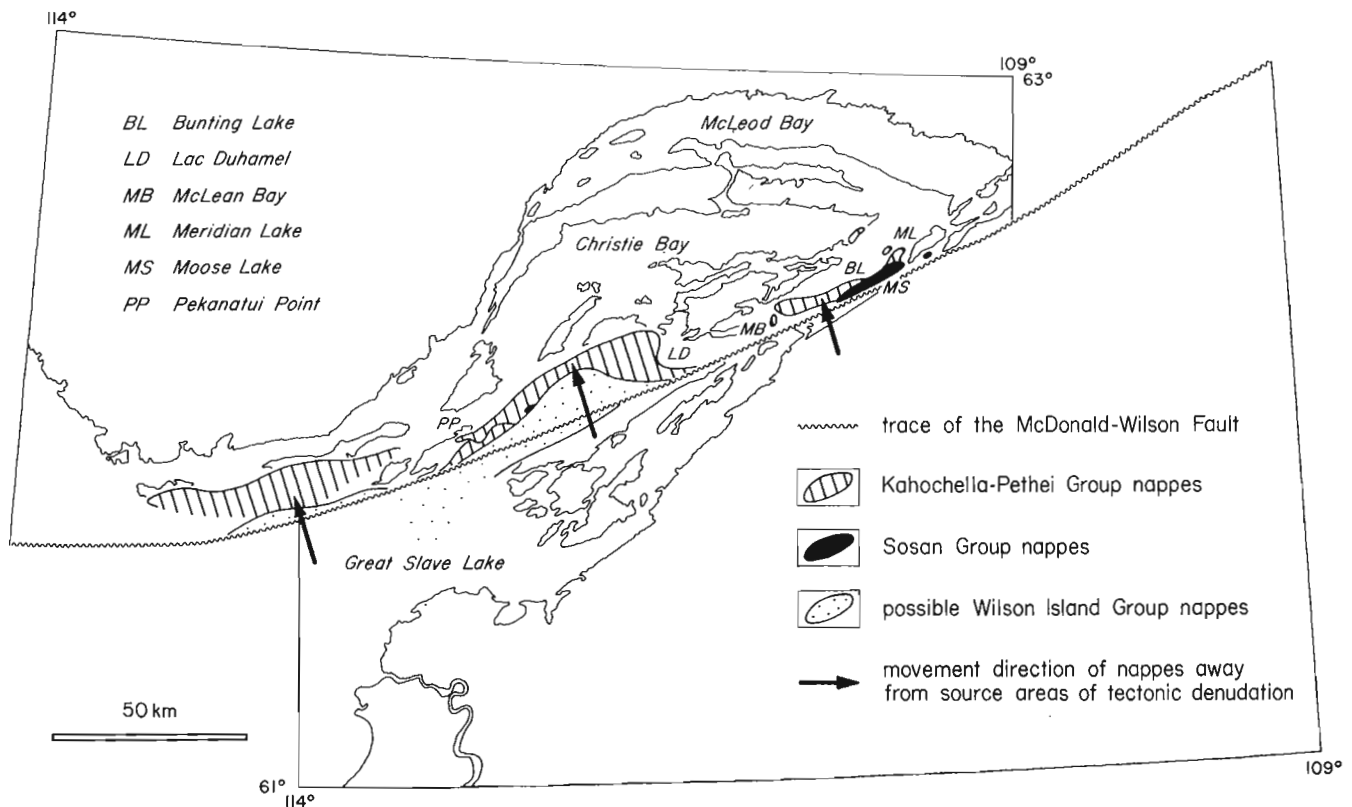 114°
109°
63°
BL Bunting Lake
LD Lac Duhamel
MB McLean Bay
ML Meridian Lake
MS Moose Lake
PP Pekanatui Point
McLeod Bay
Christie Bay
ML
BL
MS
MB
LD
PP
Great Slave Lake
trace of the McDonald-Wilson Fault
Kahochella-Pethei Group nappes
Sosan Group nappes
possible Wilson Island Group nappes
movement direction of nappes away
from source areas of tectonic denudation
50 km
61°
114°
109°